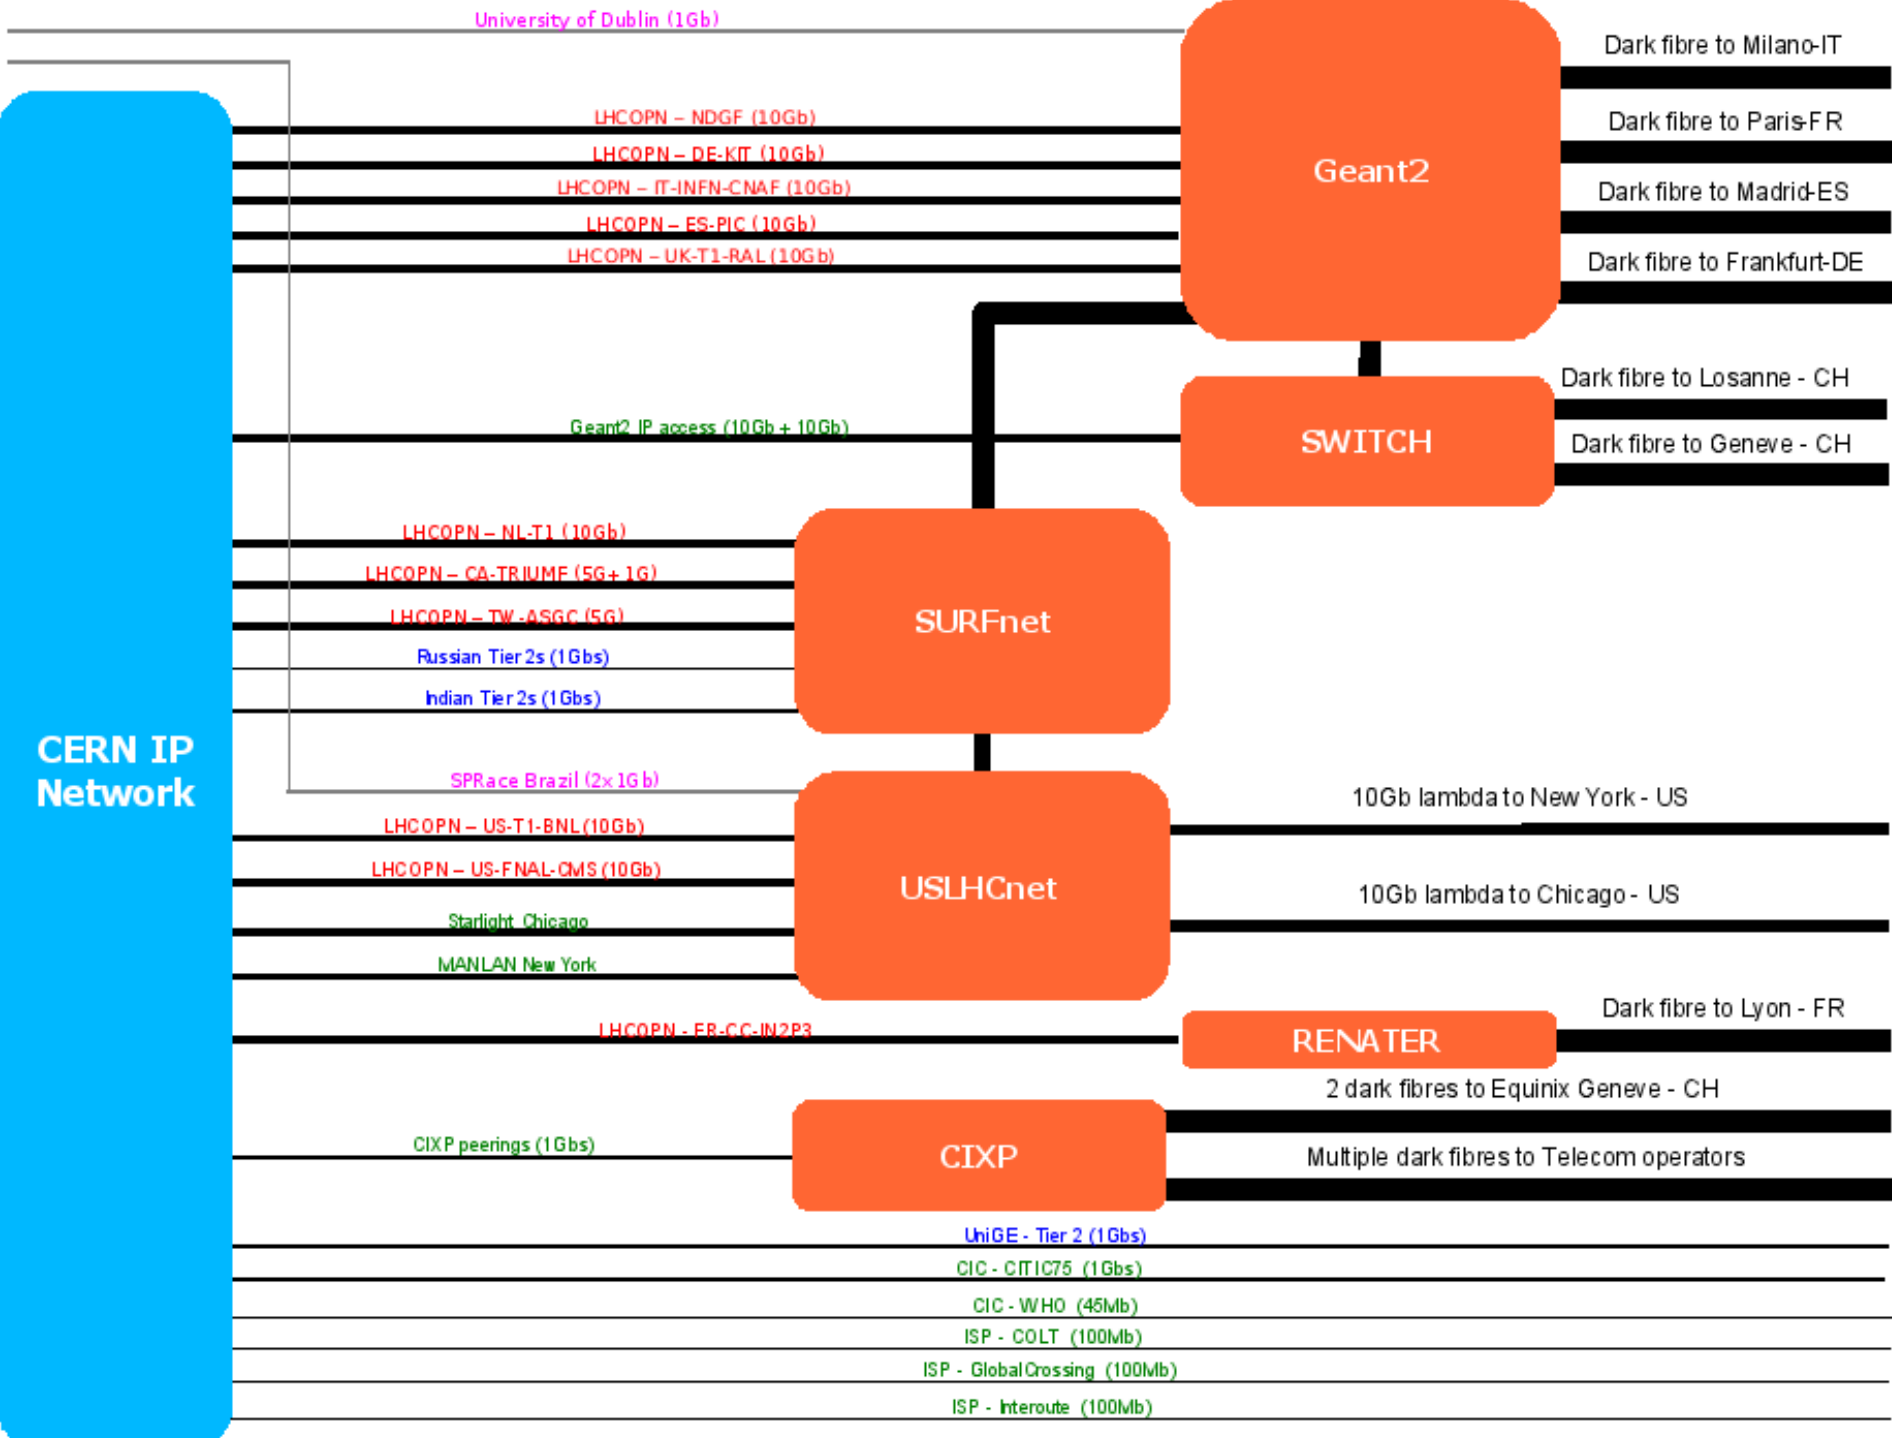 University of Dublin (1Gb)
Dark fibre to Milano-IT
LHCOPN – NDGF (10Gb)
Dark fibre to Paris-FR
LHCOPN – DE-KIT (10Gb)
Geant2
LHCOPN – IT-INFN-CNAF (10Gb)
Dark fibre to Madrid-ES
LHCOPN – ES-PIC (10Gb)
LHCOPN – UK-T1-RAL (10Gb)
Dark fibre to Frankfurt-DE
Dark fibre to Losanne - CH
Geant2 IP access (10Gb + 10Gb)
SWITCH
Dark fibre to Geneve - CH
LHCOPN – NL-T1 (10Gb)
LHCOPN – CA-TRIUMF (5G+ 1G)
LHCOPN – TW-ASGC (5G)
SURFnet
Russian Tier 2s (1Gbs)
Indian Tier 2s (1Gbs)
CERN IP
Network
SPRace Brazil (2x 1Gb)
10Gb lambda to New York - US
LHCOPN – US-T1-BNL (10Gb)
LHCOPN – US-FNAL-CMS (10Gb)
USLHCnet
10Gb lambda to Chicago - US
Starlight Chicago
MANLAN New York
LHCOPN - FR-CC-IN2P3
RENATER
Dark fibre to Lyon - FR
2 dark fibres to Equinix Geneve - CH
CIXP peerings (1Gbs)
CIXP
Multiple dark fibres to Telecom operators
UniGE - Tier 2 (1Gbs)
CIC - CITIC75 (1Gbs)
CIC - WHO (45Mb)
ISP - COLT (100Mb)
ISP - GlobalCrossing (100Mb)
ISP - Interoute (100Mb)